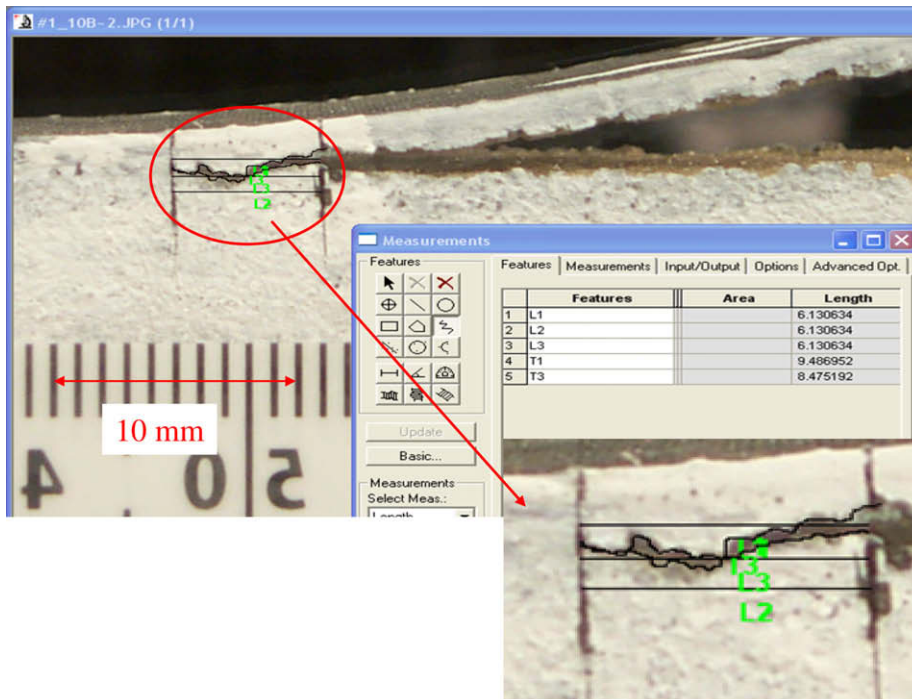 #1_10B-2.JPG (1/1)
L3
L2
Measurements
Features
Features Measurements Input/Output Options Advanced Opt.
Features Area Length
1 L1 6.130634
2 L2 6.130634
3 L3 6.130634
4 T1 9.486952
5 T3 8.475192
Update
Basic...
Measurements
Select Meas.:
Length
10 mm
4 0 5
L3
L3
L2